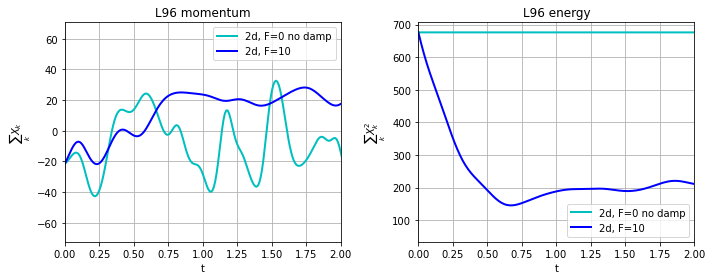 L96 momentum
60
40
20
0
−20
−40
−60
0.00 0.25 0.50 0.75 1.00 1.25 1.50 1.75 2.00
t
∑ₖ Xₖ
2d, F=0 no damp
2d, F=10
L96 energy
700
600
500
400
300
200
100
0.00 0.25 0.50 0.75 1.00 1.25 1.50 1.75 2.00
t
∑ₖ Xₖ²
2d, F=0 no damp
2d, F=10